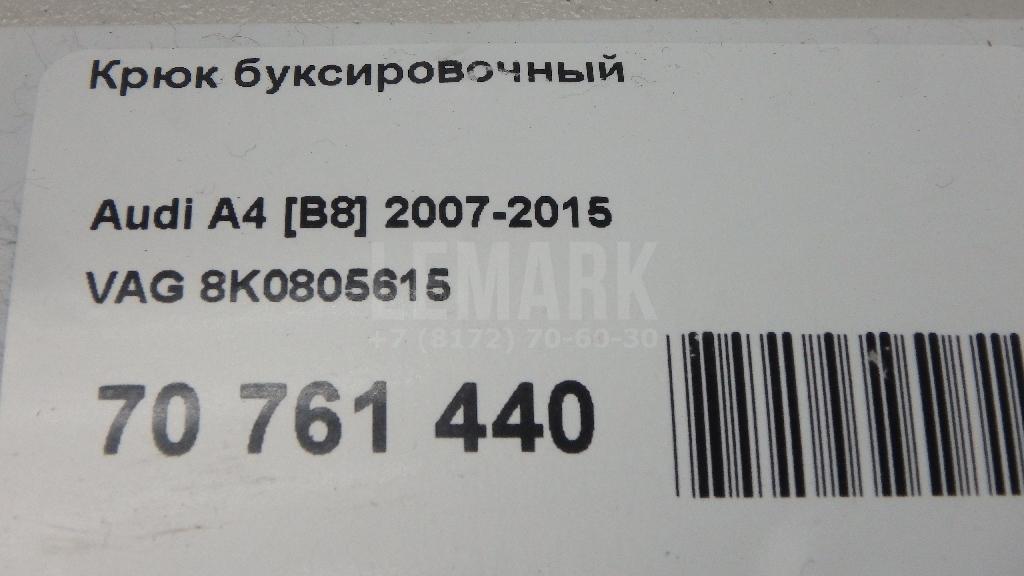 Крюк буксировочный
Audi A4 [B8] 2007-2015
VAG 8K0805615
LEMARK
+7 (8172) 70-60-30
70 761 440